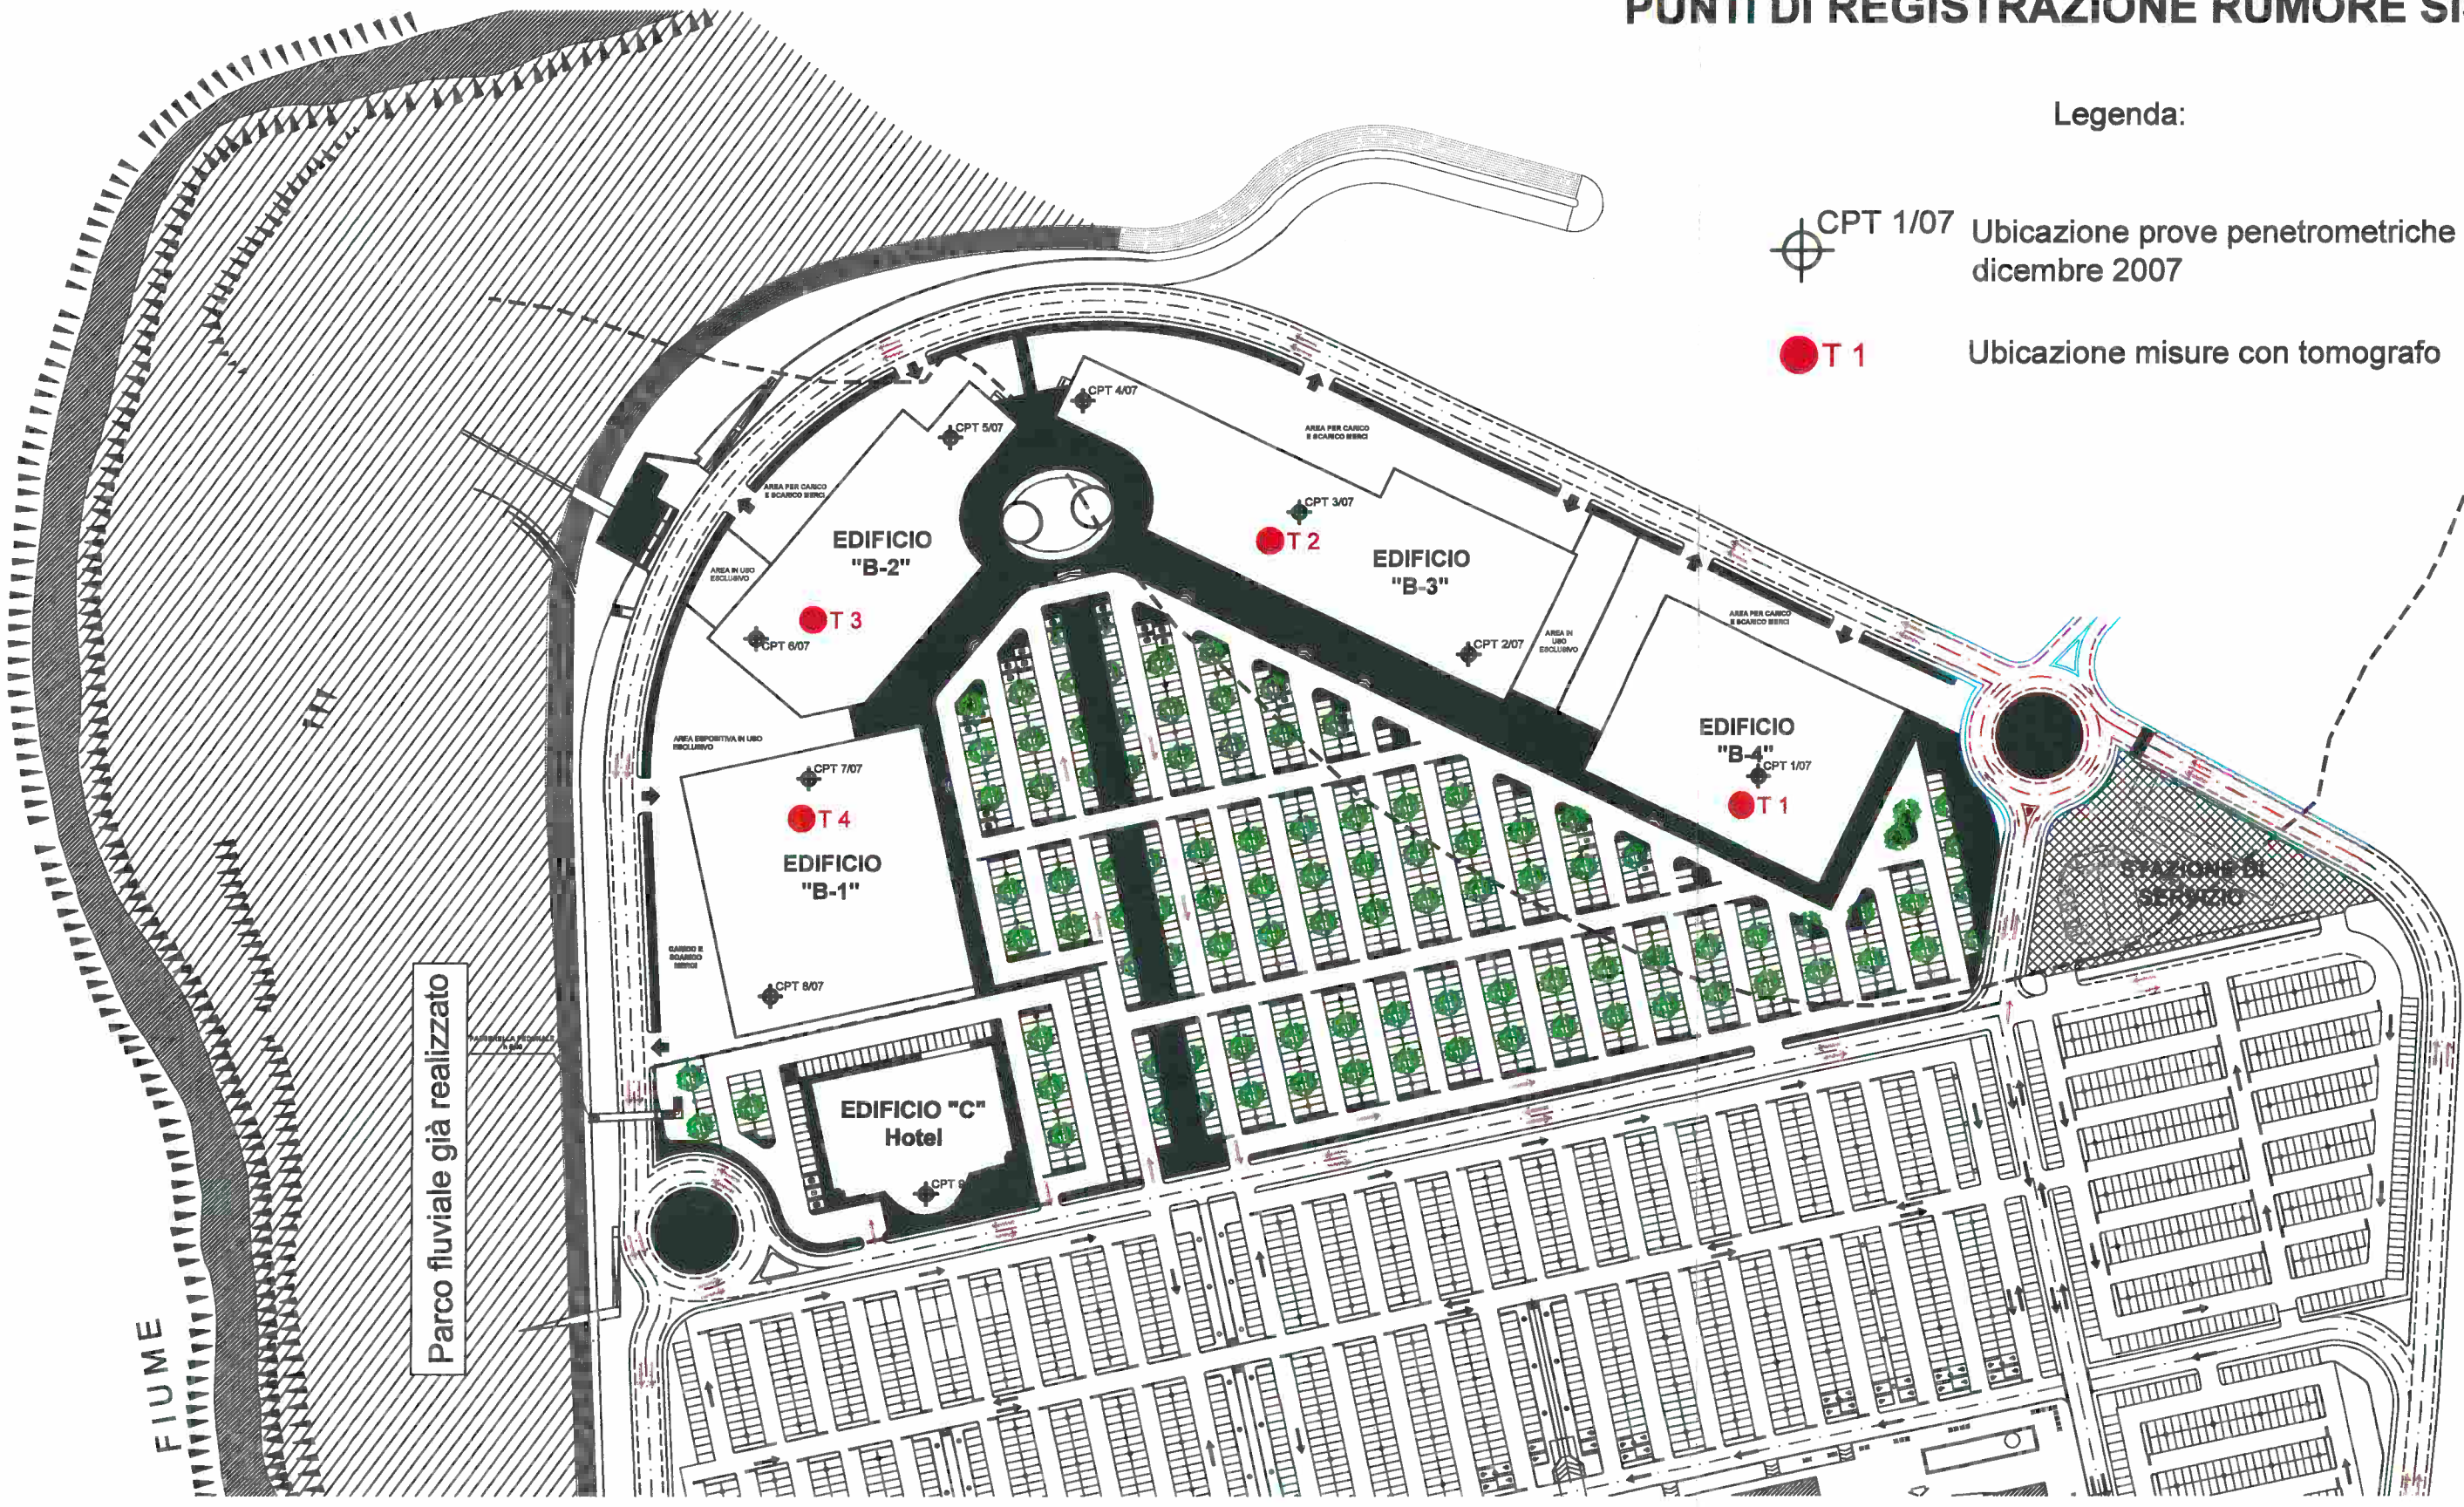 PUNTI DI REGISTRAZIONE RUMORE
Legenda:
CPT 1/07
Ubicazione prove penetrometriche
dicembre 2007
T 1
Ubicazione misure con tomografo
CPT 4/07
CPT 5/07
AREA PER CARICO
E SCARICO MERCI
AREA PER CARICO
E SCARICO MERCI
CPT 3/07
EDIFICIO
"B-2"
T 2
EDIFICIO
"B-3"
AREA IN USO
ESCLUSIVO
T 3
CPT 6/07
CPT 2/07
AREA IN
USO
ESCLUSIVO
AREA PER CARICO
E SCARICO MERCI
EDIFICIO
"B-4"
CPT 1/07
T 1
AREA ESPOSITIVA IN USO
ESCLUSIVO
CPT 7/07
T 4
EDIFICIO
"B-1"
STAZIONE DI
SERVIZIO
CARICO E
SCARICO
MERCI
CPT 8/07
Parco fluviale già realizzato
PASSERELLA PEDONALE
EDIFICIO "C"
Hotel
CPT 9
FIUME